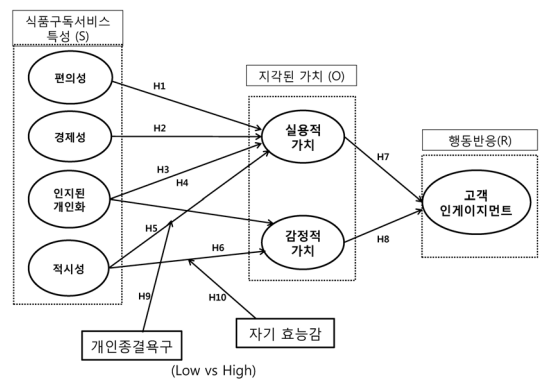 식품구독서비스
특성 (S)
편의성
경제성
인지된
개인화
적시성
지각된 가치 (O)
실용적
가치
감정적
가치
행동반응(R)
고객
인게이지먼트
H1
H2
H3
H4
H5
H6
H7
H8
H9
H10
개인종결욕구
자기 효능감
(Low vs High)